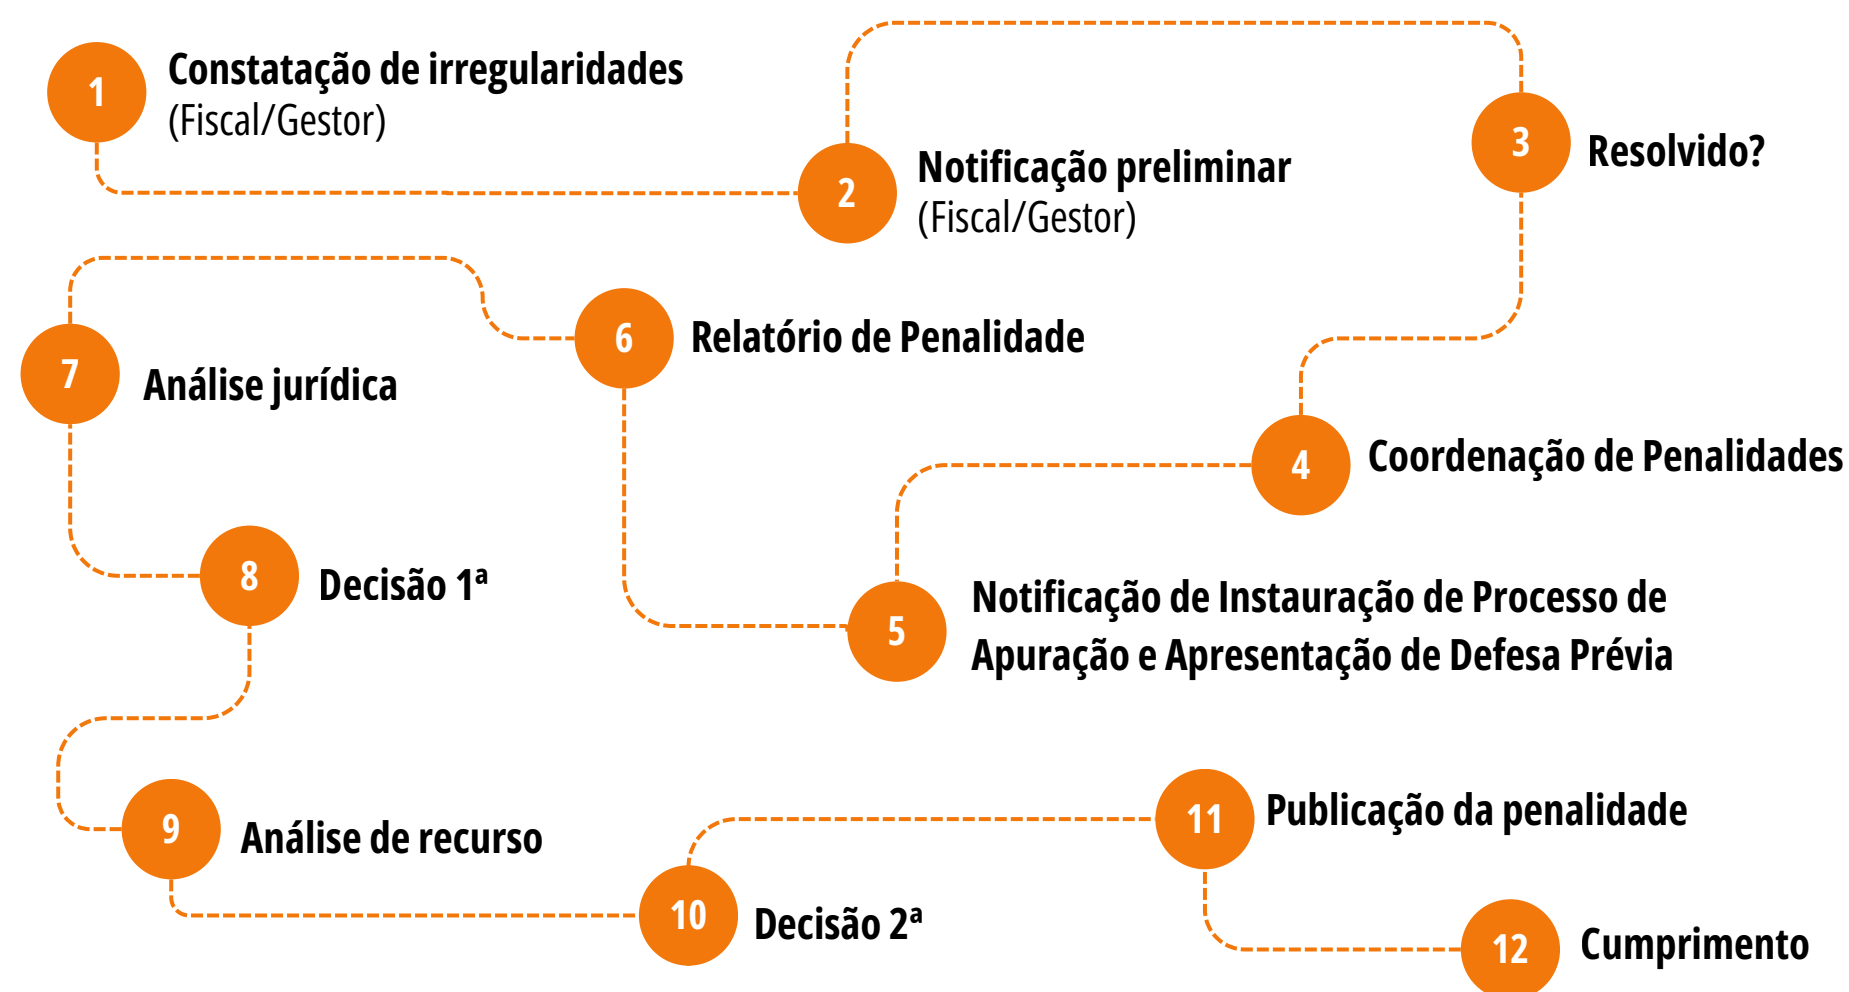 1
Constatação de irregularidades
(Fiscal/Gestor)
2
Notificação preliminar
(Fiscal/Gestor)
3
Resolvido?
4
Coordenação de Penalidades
5
Notificação de Instauração de Processo de
Apuração e Apresentação de Defesa Prévia
6
Relatório de Penalidade
7
Análise jurídica
8
Decisão 1ª
9
Análise de recurso
10
Decisão 2ª
11
Publicação da penalidade
12
Cumprimento